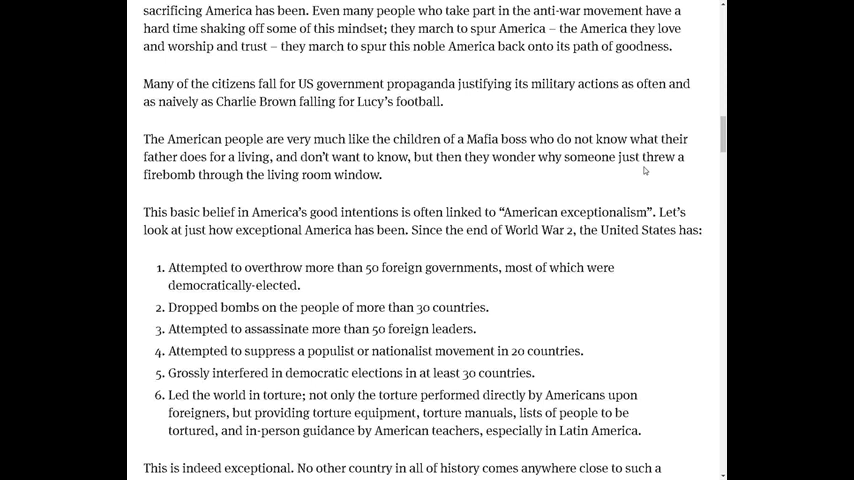 sacrificing America has been. Even many people who take part in the anti-war movement have a
hard time shaking off some of this mindset; they march to spur America – the America they love
and worship and trust – they march to spur this noble America back onto its path of goodness.
Many of the citizens fall for US government propaganda justifying its military actions as often and
as naively as Charlie Brown falling for Lucy’s football.
The American people are very much like the children of a Mafia boss who do not know what their
father does for a living, and don’t want to know, but then they wonder why someone just threw a
firebomb through the living room window.
This basic belief in America’s good intentions is often linked to “American exceptionalism”. Let’s
look at just how exceptional America has been. Since the end of World War 2, the United States has:
1. Attempted to overthrow more than 50 foreign governments, most of which were
democratically-elected.
2. Dropped bombs on the people of more than 30 countries.
3. Attempted to assassinate more than 50 foreign leaders.
4. Attempted to suppress a populist or nationalist movement in 20 countries.
5. Grossly interfered in democratic elections in at least 30 countries.
6. Led the world in torture; not only the torture performed directly by Americans upon
foreigners, but providing torture equipment, torture manuals, lists of people to be
tortured, and in-person guidance by American teachers, especially in Latin America.
This is indeed exceptional. No other country in all of history comes anywhere close to such a